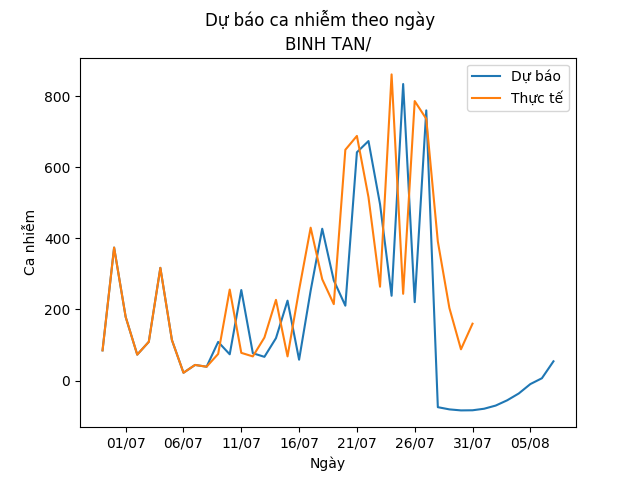 Dự báo ca nhiễm theo ngày
BINH TAN/
Dự báo
Thực tế
Ca nhiễm
800
600
400
200
0
01/07 06/07 11/07 16/07 21/07 26/07 31/07 05/08
Ngày